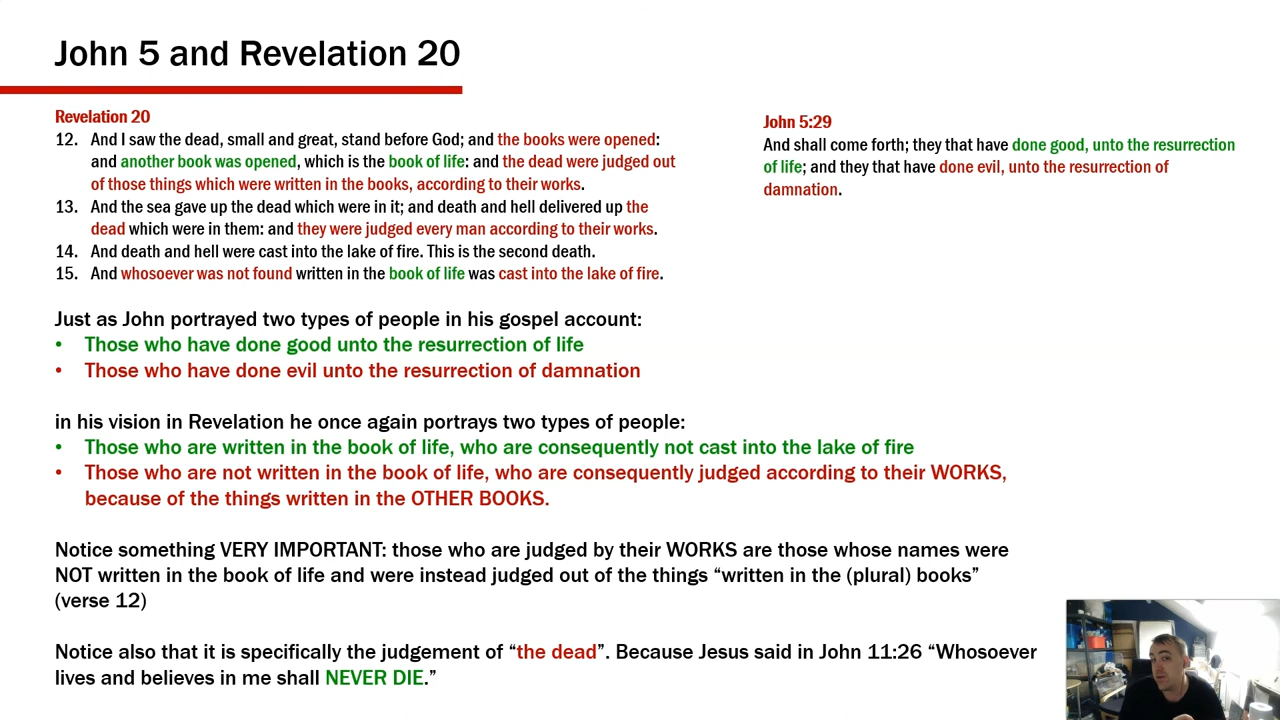 John 5 and Revelation 20
Revelation 20
12. And I saw the dead, small and great, stand before God; and the books were opened:
and another book was opened, which is the book of life: and the dead were judged out
of those things which were written in the books, according to their works.
13. And the sea gave up the dead which were in it; and death and hell delivered up the
dead which were in them: and they were judged every man according to their works.
14. And death and hell were cast into the lake of fire. This is the second death.
15. And whosoever was not found written in the book of life was cast into the lake of fire.
John 5:29
And shall come forth; they that have done good, unto the resurrection
of life; and they that have done evil, unto the resurrection of
damnation.
Just as John portrayed two types of people in his gospel account:
• Those who have done good unto the resurrection of life
• Those who have done evil unto the resurrection of damnation
in his vision in Revelation he once again portrays two types of people:
• Those who are written in the book of life, who are consequently not cast into the lake of fire
• Those who are not written in the book of life, who are consequently judged according to their WORKS,
because of the things written in the OTHER BOOKS.
Notice something VERY IMPORTANT: those who are judged by their WORKS are those whose names were
NOT written in the book of life and were instead judged out of the things “written in the (plural) books”
(verse 12)
Notice also that it is specifically the judgement of “the dead”. Because Jesus said in John 11:26 “Whosoever
lives and believes in me shall NEVER DIE.”